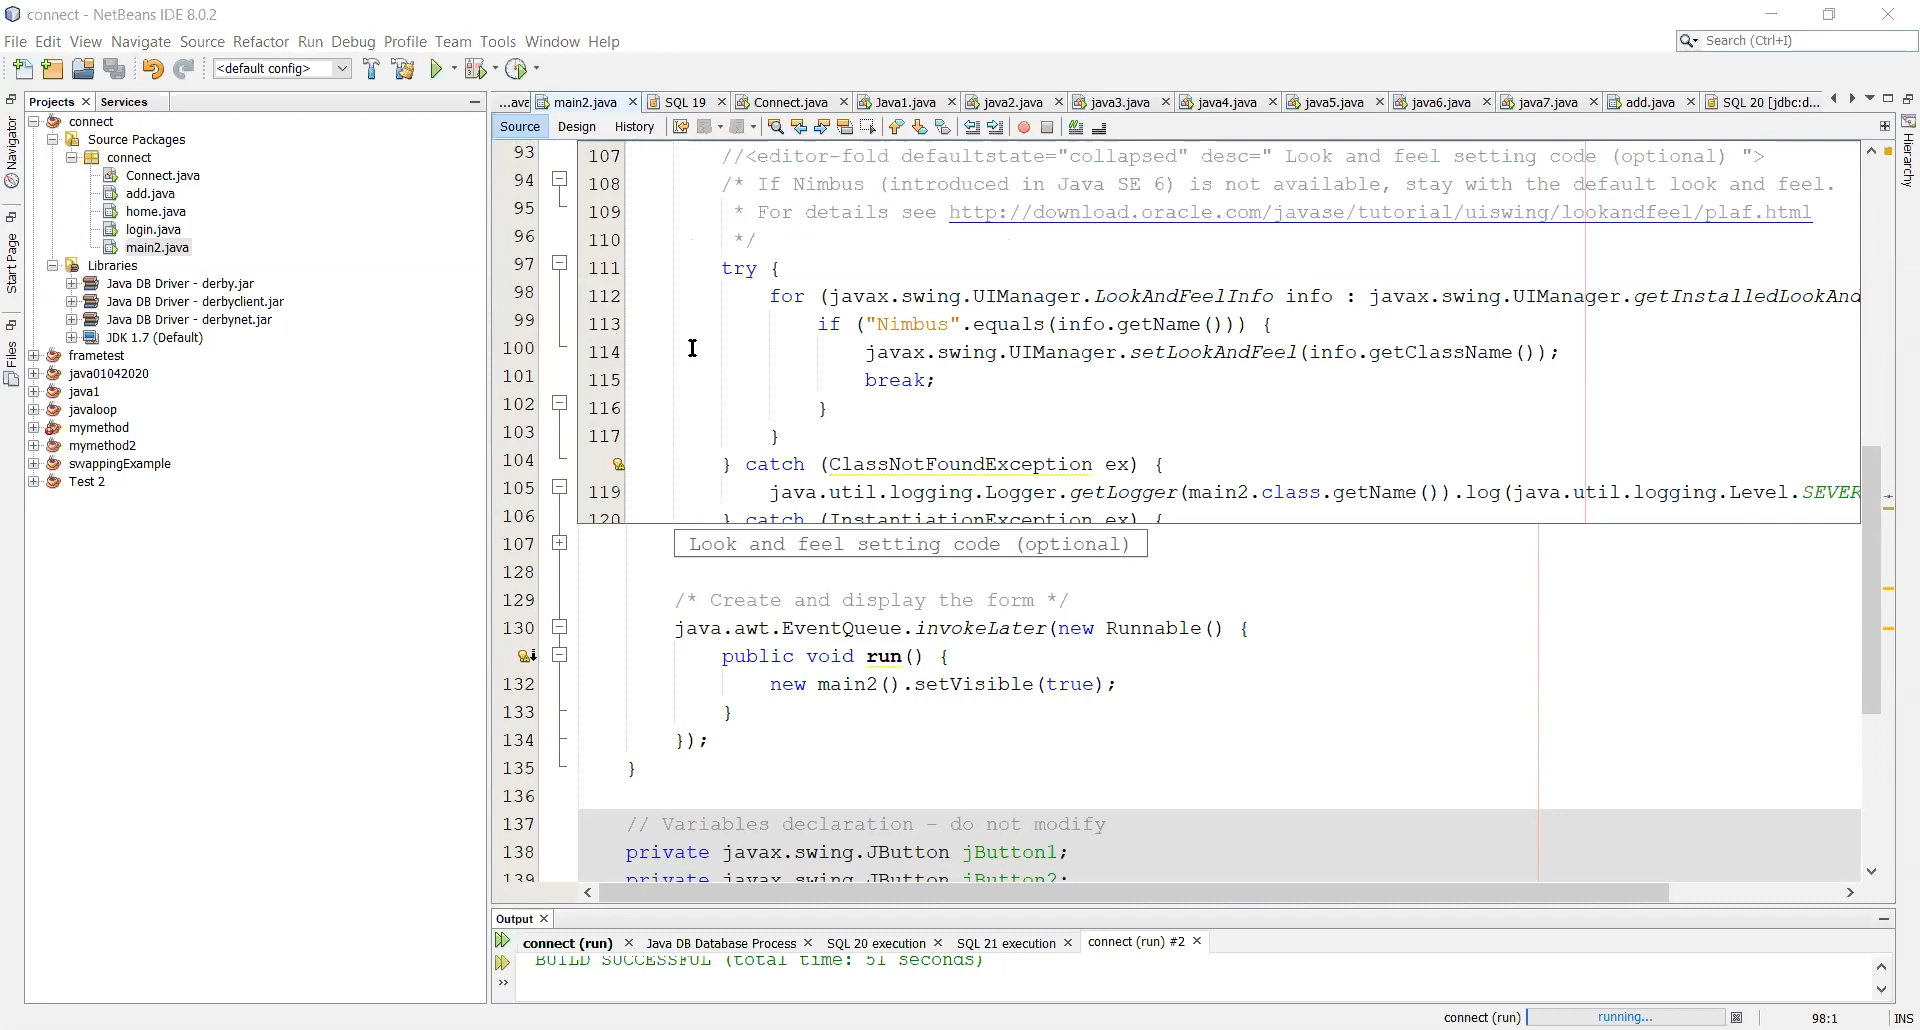 connect - NetBeans IDE 8.0.2
File Edit View Navigate Source Refactor Run Debug Profile Team Tools Window Help
Search (Ctrl+I)
<default config>
Projects
Services
...ava
main2.java
SQL 19
Connect.java
Java1.java
java2.java
java3.java
java4.java
java5.java
java6.java
java7.java
add.java
SQL 20 [jdbc:d...
Source
Design
History
Navigator
Start Page
Files
Hierarchy
connect
Source Packages
connect
Connect.java
add.java
home.java
login.java
main2.java
Libraries
Java DB Driver - derby.jar
Java DB Driver - derbyclient.jar
Java DB Driver - derbynet.jar
JDK 1.7 (Default)
frametest
java01042020
java1
javaloop
mymethod
mymethod2
swappingExample
Test 2
93
94
95
96
97
98
99
100
101
102
103
104
105
106
107 //<editor-fold defaultstate="collapsed" desc=" Look and feel setting code (optional) ">
108 /* If Nimbus (introduced in Java SE 6) is not available, stay with the default look and feel.
109 * For details see http://download.oracle.com/javase/tutorial/uiswing/lookandfeel/plaf.html
110 */
111 try {
112 for (javax.swing.UIManager.LookAndFeelInfo info : javax.swing.UIManager.getInstalledLookAnd
113 if ("Nimbus".equals(info.getName())) {
114 javax.swing.UIManager.setLookAndFeel(info.getClassName());
115 break;
116 }
117 }
} catch (ClassNotFoundException ex) {
119 java.util.logging.Logger.getLogger(main2.class.getName()).log(java.util.logging.Level.SEVER
120 } catch (InstantiationException ex) {
107 Look and feel setting code (optional)
128
129 /* Create and display the form */
130 java.awt.EventQueue.invokeLater(new Runnable() {
public void run() {
132 new main2().setVisible(true);
133 }
134 });
135 }
136
137 // Variables declaration - do not modify
138 private javax.swing.JButton jButton1;
139 private javax.swing.JButton jButton2;
Output
connect (run)
Java DB Database Process
SQL 20 execution
SQL 21 execution
connect (run) #2
BUILD SUCCESSFUL (total time: 51 seconds)
connect (run)
running...
98:1
INS